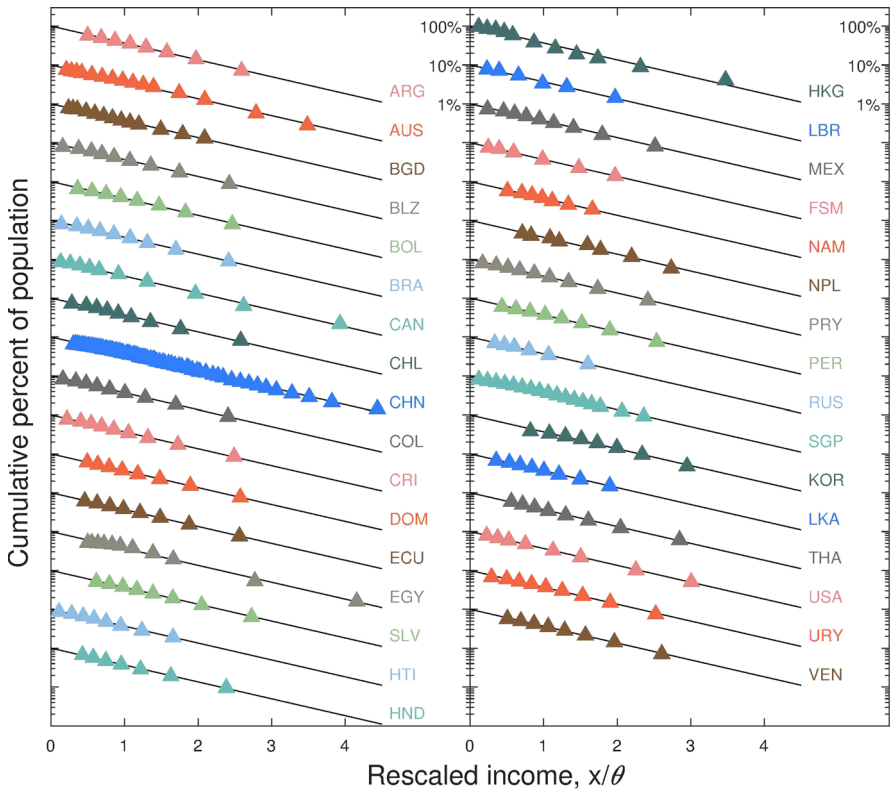 Cumulative percent of population
100%
10%
1%
ARG
AUS
BGD
BLZ
BOL
BRA
CAN
CHL
CHN
COL
CRI
DOM
ECU
EGY
SLV
HTI
HND
0 1 2 3 4
100%
10%
1%
HKG
LBR
MEX
FSM
NAM
NPL
PRY
PER
RUS
SGP
KOR
LKA
THA
USA
URY
VEN
0 1 2 3 4
Rescaled income, x/θ